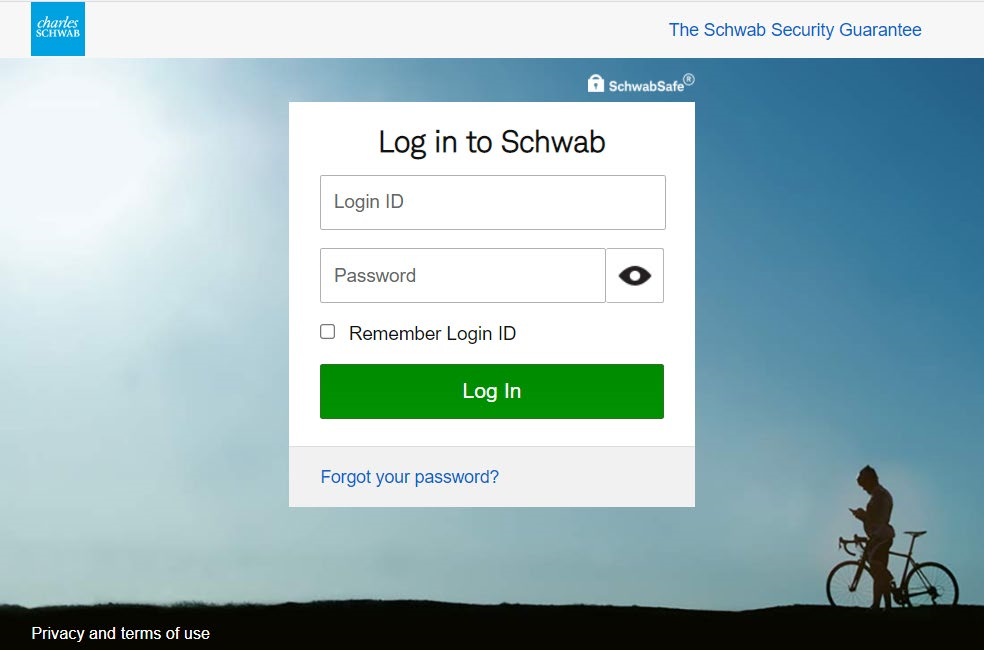 charles
SCHWAB
The Schwab Security Guarantee
SchwabSafe®
Log in to Schwab
Login ID
Password
Remember Login ID
Log In
Forgot your password?
Privacy and terms of use